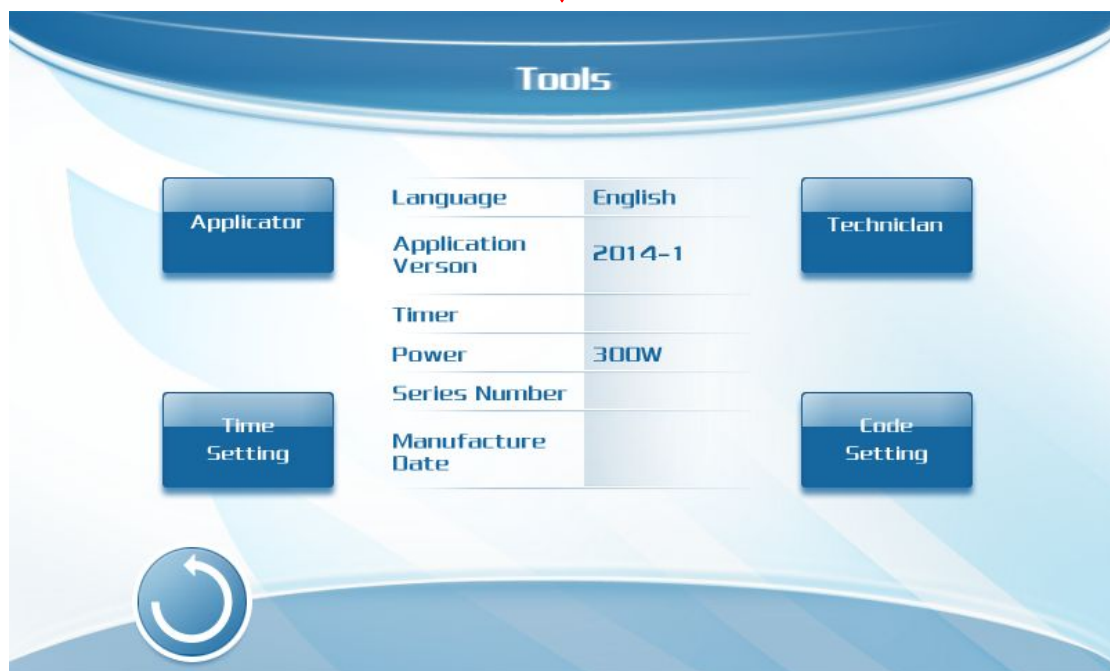 Tools
Applicator
Language English
Application
Verson
2014-1
Timer
Power 300W
Series Number
Manufacture
Date
Techniclan
Time
Setting
Code
Setting